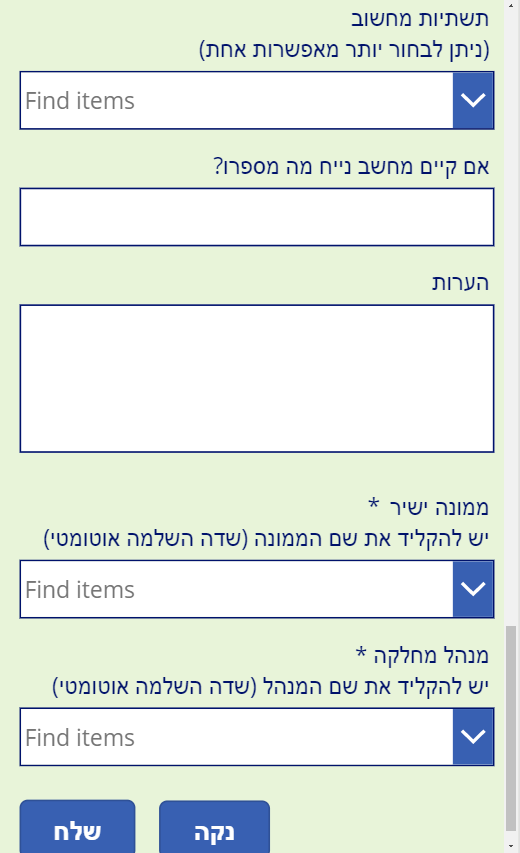 תשתיות מחשוב
(ניתן לבחור יותר מאפשרות אחת)
Find items
אם קיים מחשב נייח מה מספרו?
הערות
ממונה ישיר *
יש להקליד את שם הממונה (שדה השלמה אוטומטי)
Find items
מנהל מחלקה *
יש להקליד את שם המנהל (שדה השלמה אוטומטי)
Find items
נקה
שלח